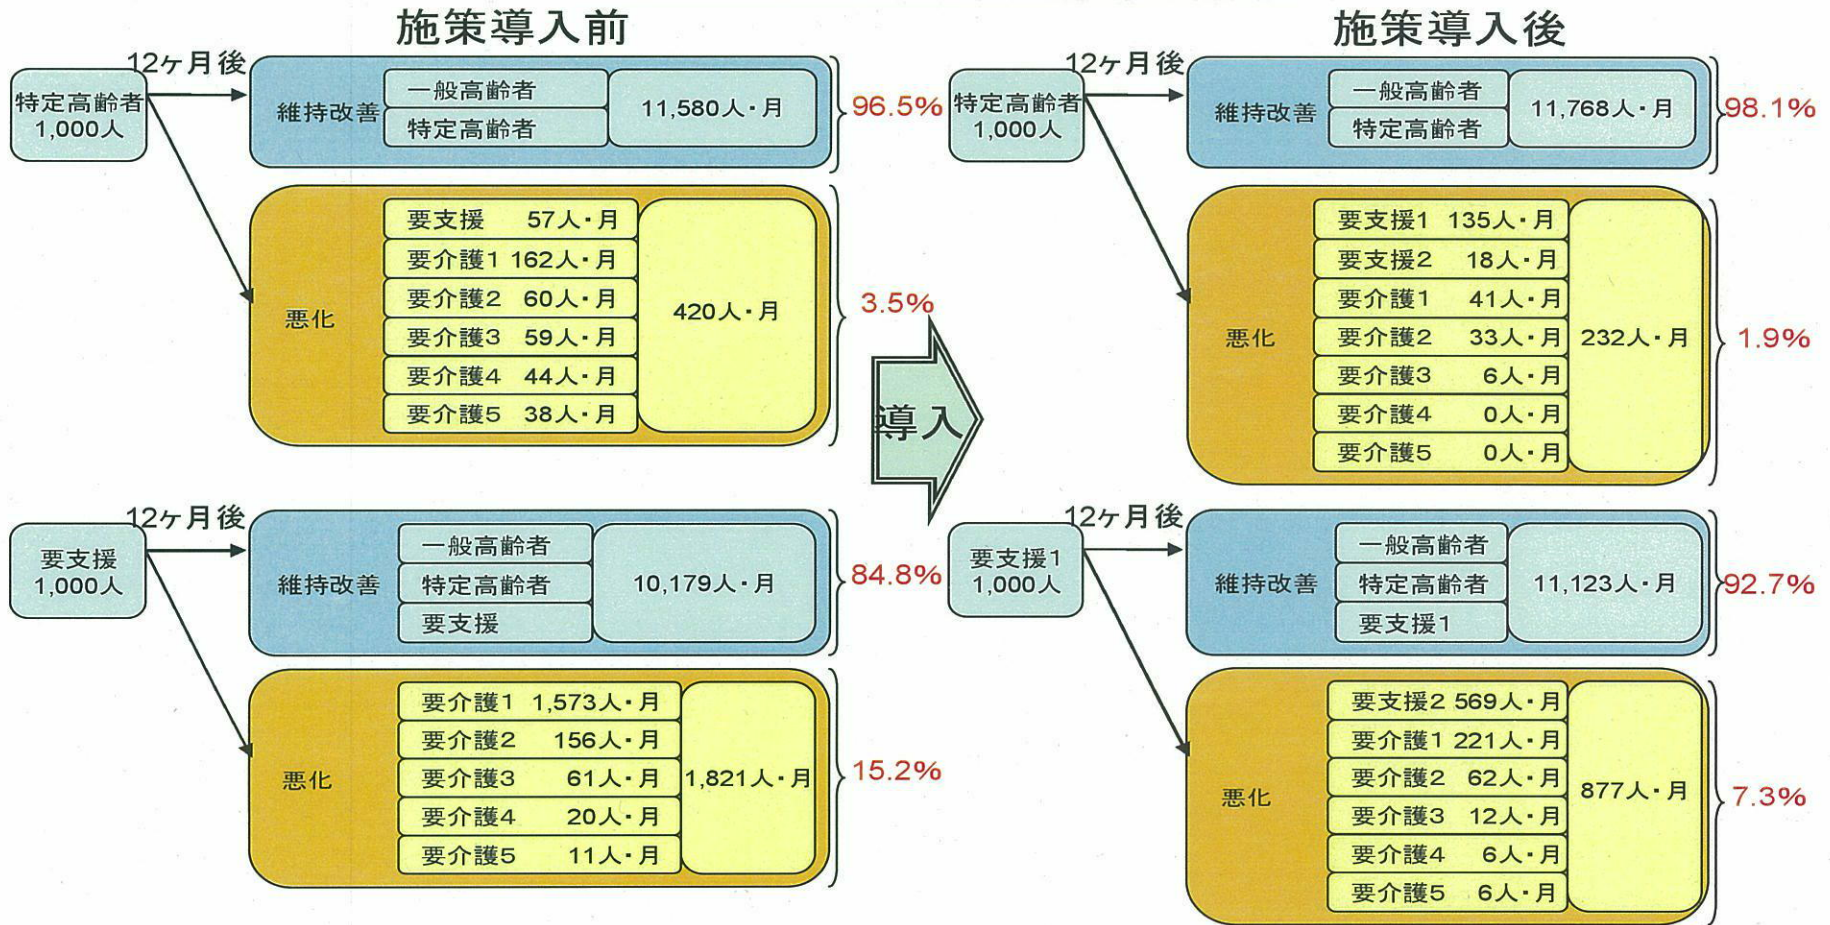 施策導入前
12ヶ月後
特定高齢者
1,000人
維持改善
一般高齢者
特定高齢者
11,580人・月
96.5%
悪化
要支援 57人・月
要介護1 162人・月
要介護2 60人・月
要介護3 59人・月
要介護4 44人・月
要介護5 38人・月
420人・月
3.5%
12ヶ月後
要支援
1,000人
維持改善
一般高齢者
特定高齢者
要支援
10,179人・月
84.8%
悪化
要介護1 1,573人・月
要介護2 156人・月
要介護3 61人・月
要介護4 20人・月
要介護5 11人・月
1,821人・月
15.2%
導入
施策導入後
12ヶ月後
特定高齢者
1,000人
維持改善
一般高齢者
特定高齢者
11,768人・月
98.1%
悪化
要支援1 135人・月
要支援2 18人・月
要介護1 41人・月
要介護2 33人・月
要介護3 6人・月
要介護4 0人・月
要介護5 0人・月
232人・月
1.9%
12ヶ月後
要支援1
1,000人
維持改善
一般高齢者
特定高齢者
要支援1
11,123人・月
92.7%
悪化
要支援2 569人・月
要介護1 221人・月
要介護2 62人・月
要介護3 12人・月
要介護4 6人・月
要介護5 6人・月
877人・月
7.3%